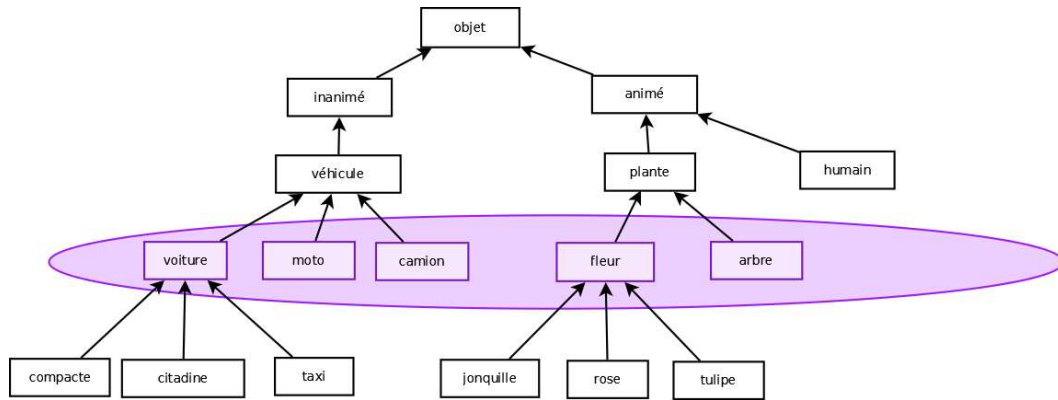 objet
inanimé
animé
véhicule
plante
humain
voiture
moto
camion
fleur
arbre
compacte
citadine
taxi
jonquille
rose
tulipe